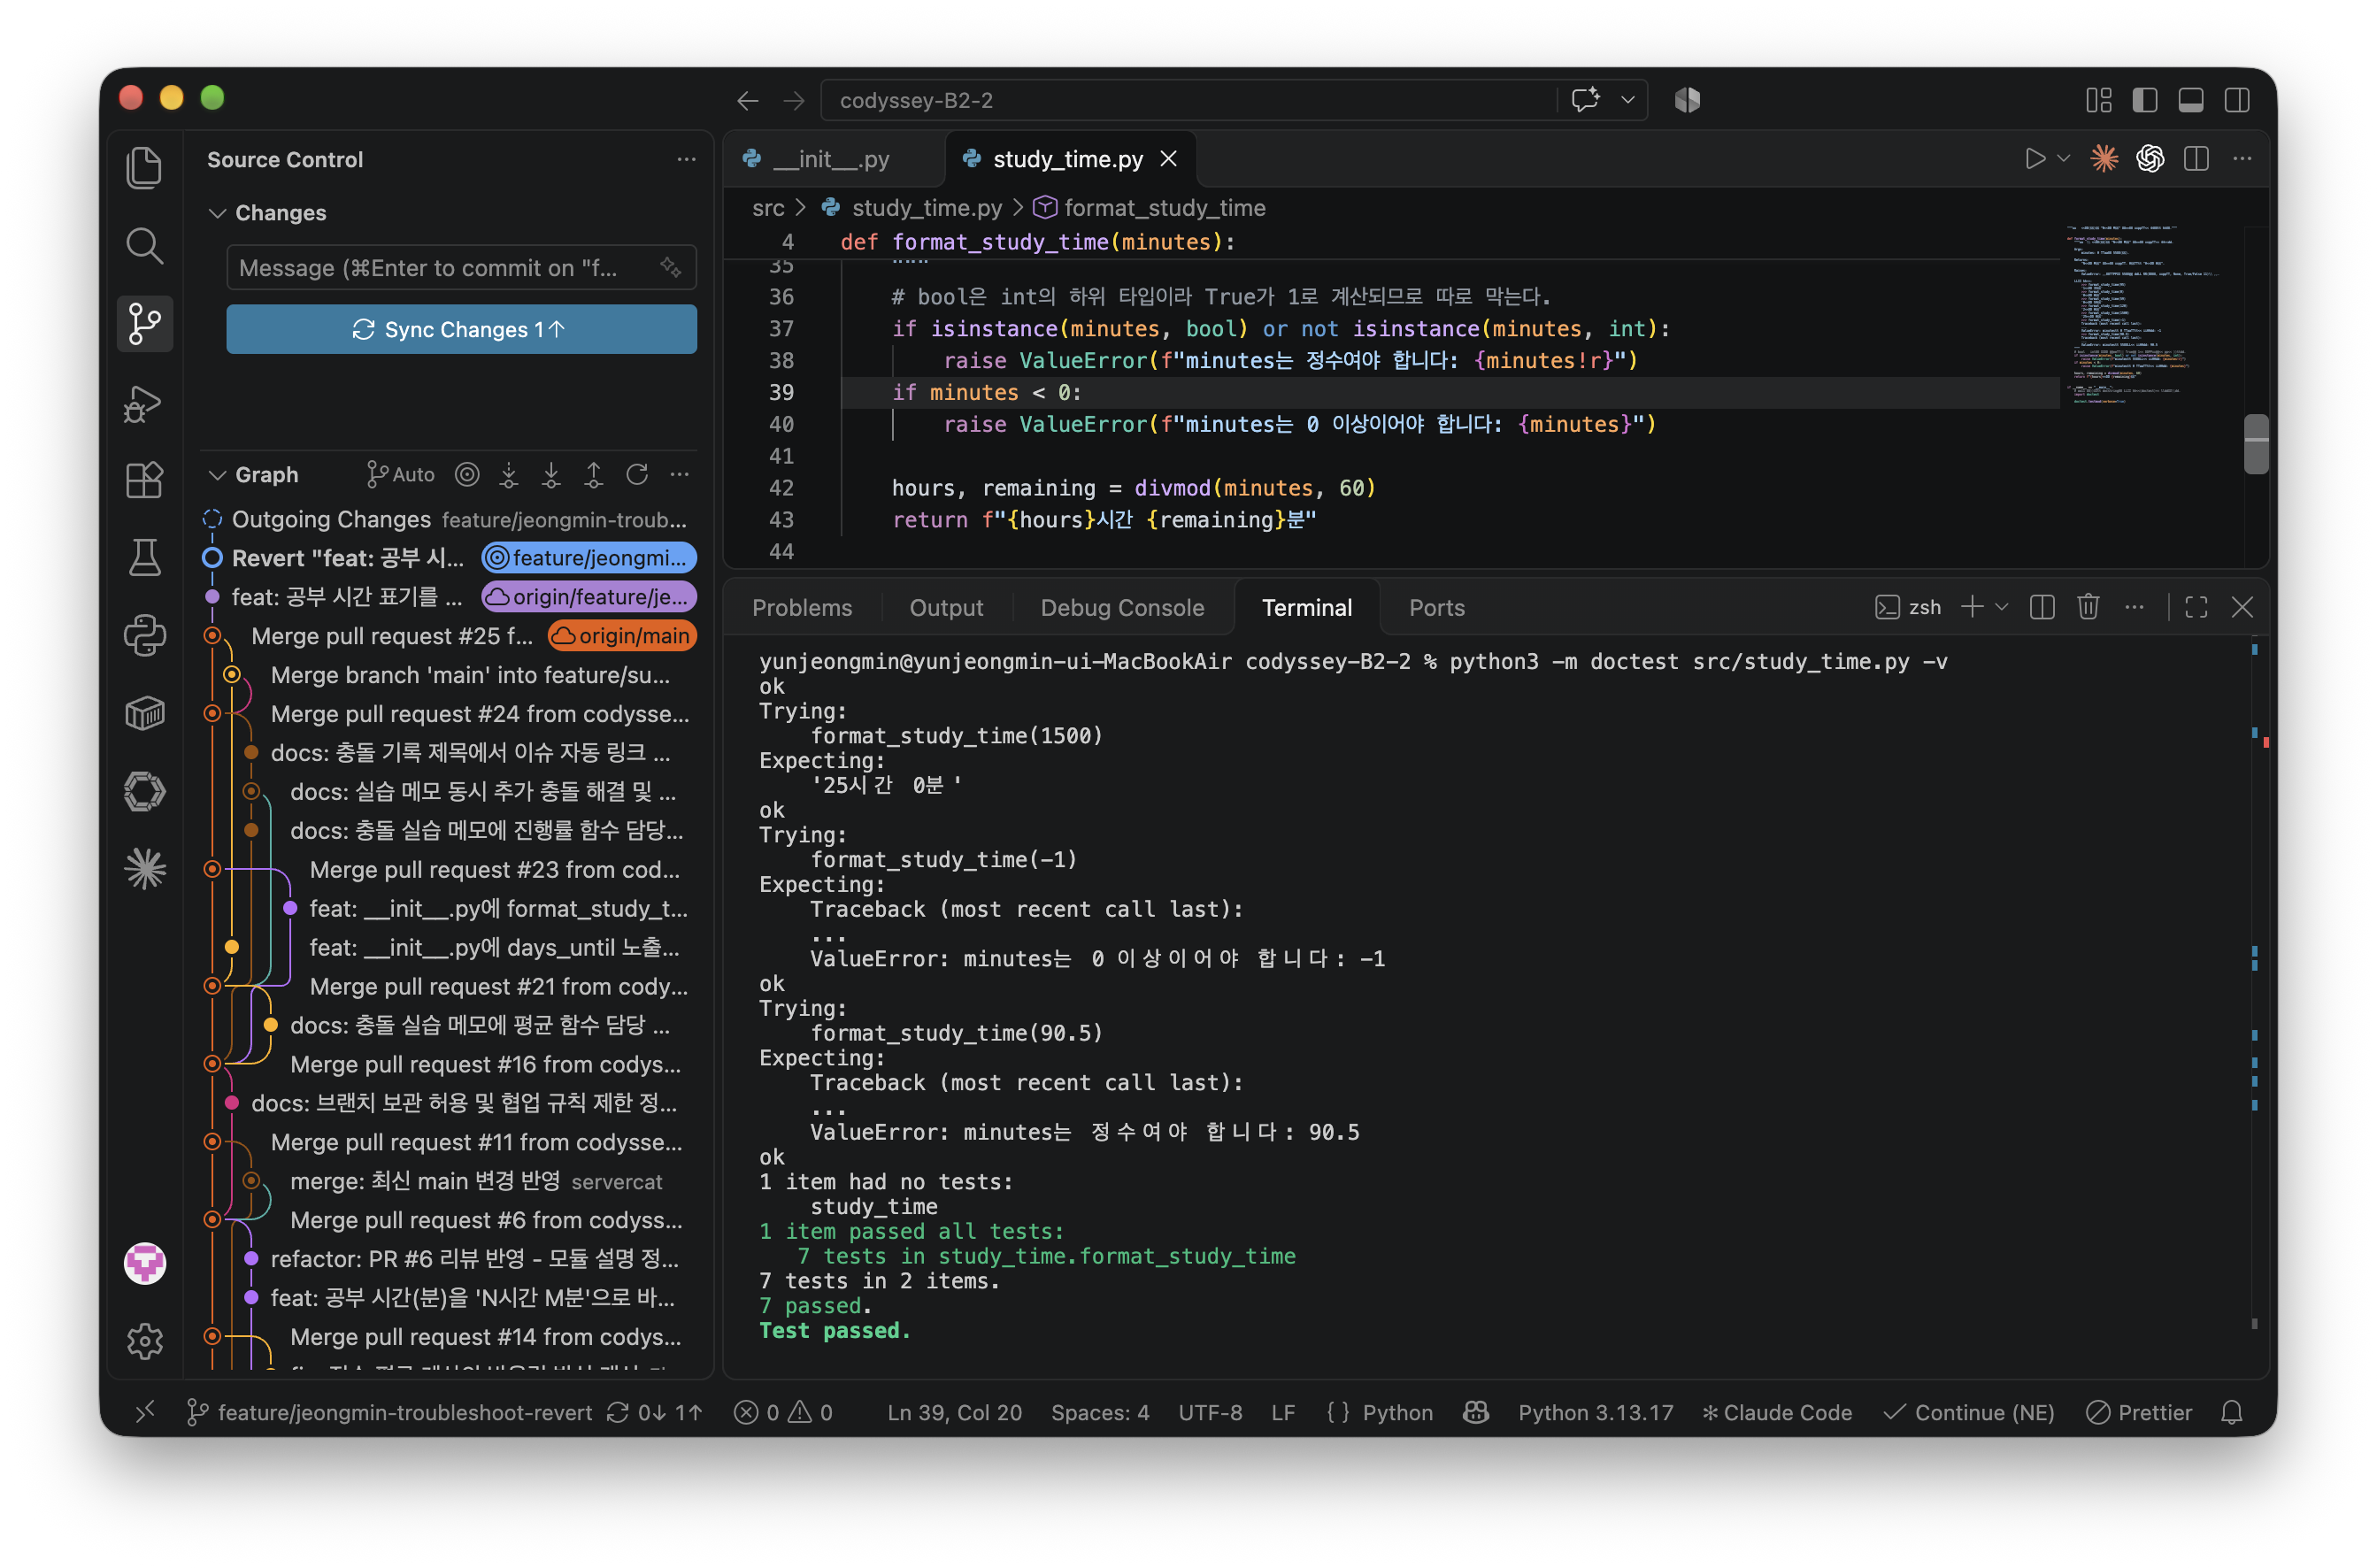 codyssey-B2-2
Source Control
Changes
Message (⌘Enter to commit on "f...
Sync Changes 1↑
Graph
Auto
Outgoing Changes feature/jeongmin-troub...
Revert "feat: 공부 시... feature/jeongmi...
feat: 공부 시간 표기를 ... origin/feature/je...
Merge pull request #25 f... origin/main
Merge branch 'main' into feature/su...
Merge pull request #24 from codysse...
docs: 충돌 기록 제목에서 이슈 자동 링크 ...
docs: 실습 메모 동시 추가 충돌 해결 및 ...
docs: 충돌 실습 메모에 진행률 함수 담당...
Merge pull request #23 from cod...
feat: __init__.py에 format_study_t...
feat: __init__.py에 days_until 노출...
Merge pull request #21 from cody...
docs: 충돌 실습 메모에 평균 함수 담당 ...
Merge pull request #16 from codys...
docs: 브랜치 보관 허용 및 협업 규칙 제한 정...
Merge pull request #11 from codysse...
merge: 최신 main 변경 반영 servercat
Merge pull request #6 from codyss...
refactor: PR #6 리뷰 반영 - 모듈 설명 정...
feat: 공부 시간(분)을 'N시간 M분'으로 바...
Merge pull request #14 from codys...
__init__.py
study_time.py
src > study_time.py > format_study_time
4 def format_study_time(minutes):
35 """
36 # bool은 int의 하위 타입이라 True가 1로 계산되므로 따로 막는다.
37 if isinstance(minutes, bool) or not isinstance(minutes, int):
38 raise ValueError(f"minutes는 정수여야 합니다: {minutes!r}")
39 if minutes < 0:
40 raise ValueError(f"minutes는 0 이상이어야 합니다: {minutes}")
41
42 hours, remaining = divmod(minutes, 60)
43 return f"{hours}시간 {remaining}분"
44
Problems Output Debug Console Terminal Ports
zsh
yunjeongmin@yunjeongmin-ui-MacBookAir codyssey-B2-2 % python3 -m doctest src/study_time.py -v
ok
Trying:
format_study_time(1500)
Expecting:
'25시간 0분'
ok
Trying:
format_study_time(-1)
Expecting:
Traceback (most recent call last):
...
ValueError: minutes는 0 이상이어야 합니다: -1
ok
Trying:
format_study_time(90.5)
Expecting:
Traceback (most recent call last):
...
ValueError: minutes는 정수여야 합니다: 90.5
ok
1 item had no tests:
study_time
1 item passed all tests:
7 tests in study_time.format_study_time
7 tests in 2 items.
7 passed.
Test passed.
feature/jeongmin-troubleshoot-revert 0↓ 1↑ 0 0 Ln 39, Col 20 Spaces: 4 UTF-8 LF {} Python Python 3.13.17 Claude Code Continue (NE) Prettier